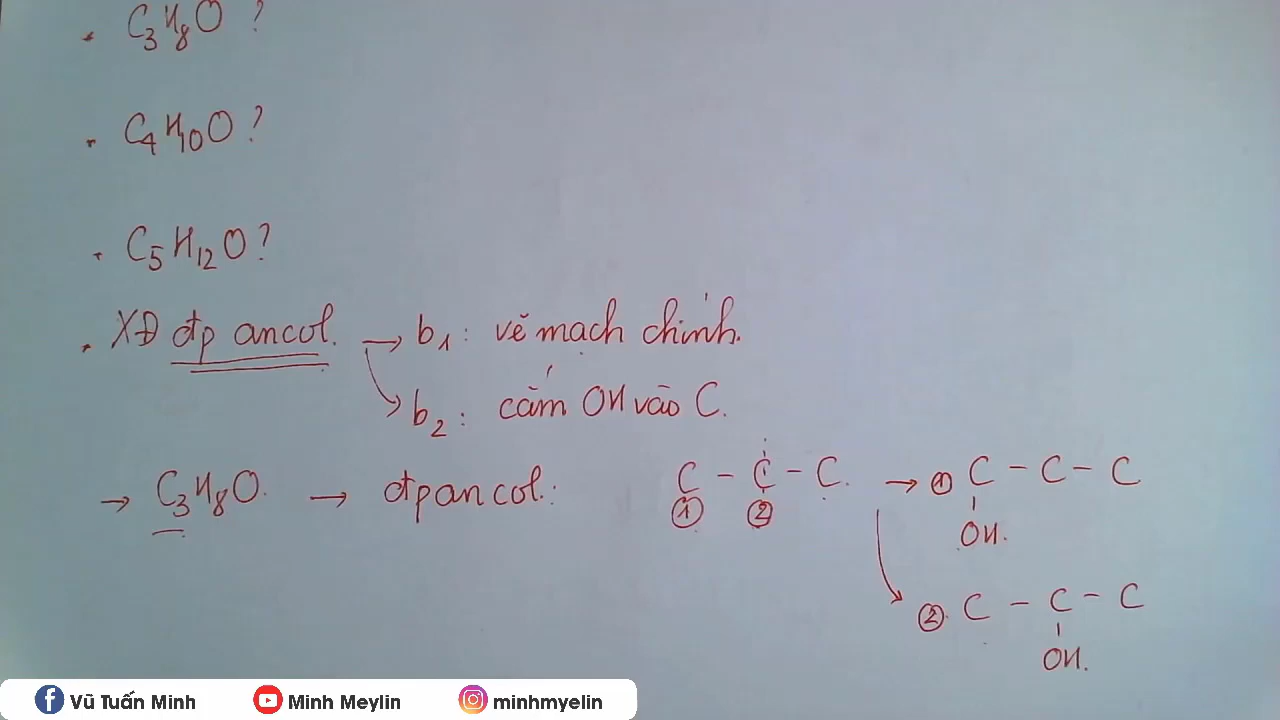 . C₃H₈O ?
. C₄H₁₀O ?
. C₅H₁₂O ?
. XĐ đp ancol. → b₁ : vẽ mạch chính.
→ b₂ : cắm OH vào C.
→ C₃H₈O. → đp ancol : C - C - C. → ① C - C - C
① ② OH.
② C - C - C
OH.
Vũ Tuấn Minh Minh Meylin minhmyelin